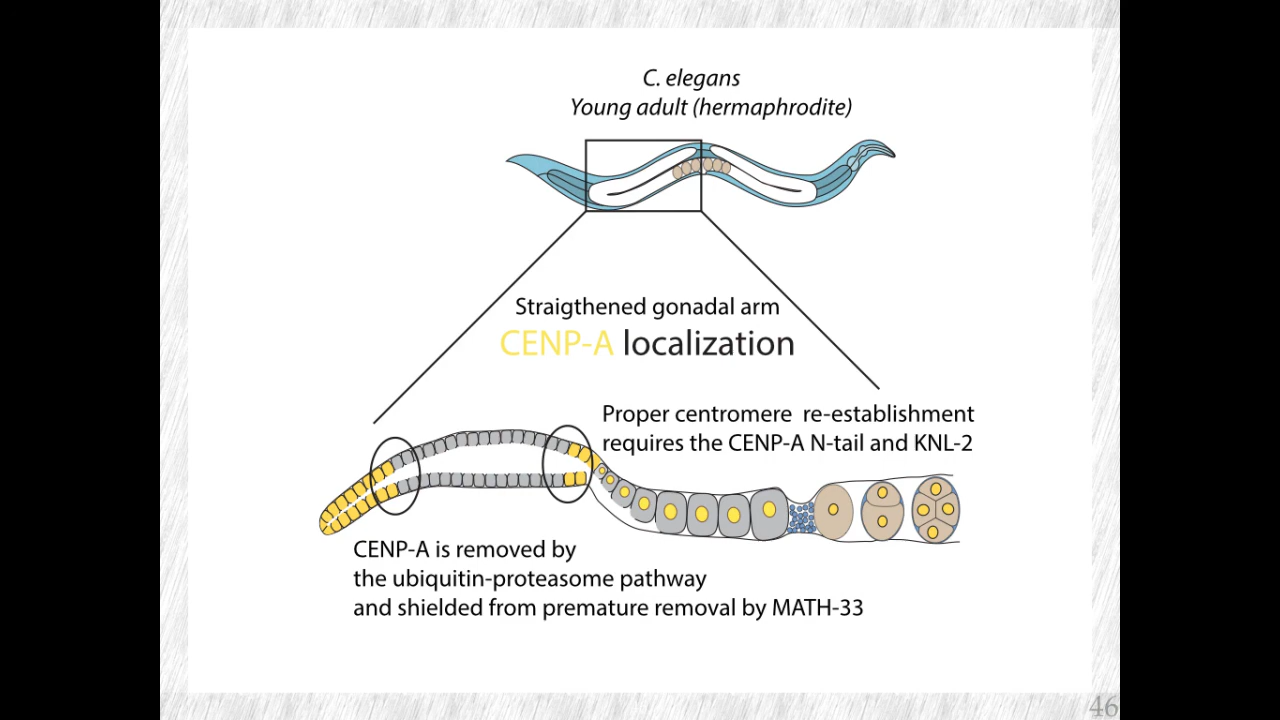 C. elegans
Young adult (hermaphrodite)
Straigthened gonadal arm
CENP-A localization
Proper centromere re-establishment
requires the CENP-A N-tail and KNL-2
CENP-A is removed by
the ubiquitin-proteasome pathway
and shielded from premature removal by MATH-33
46